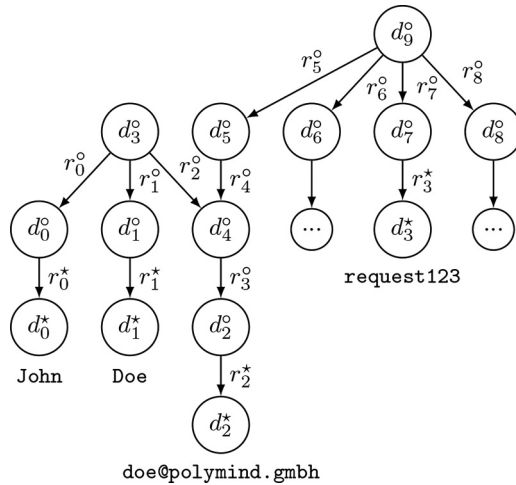 d₉°
r₅° r₆° r₇° r₈°
d₃° d₅° d₆° d₇° d₈°
r₀° r₁° r₂° r₄° r₃⋆
d₀° d₁° d₄° ... d₃⋆ ...
request123
r₀⋆ r₁⋆ r₃°
d₀⋆ d₁⋆ d₂°
John Doe
r₂⋆
d₂⋆
doe@polymind.gmbh